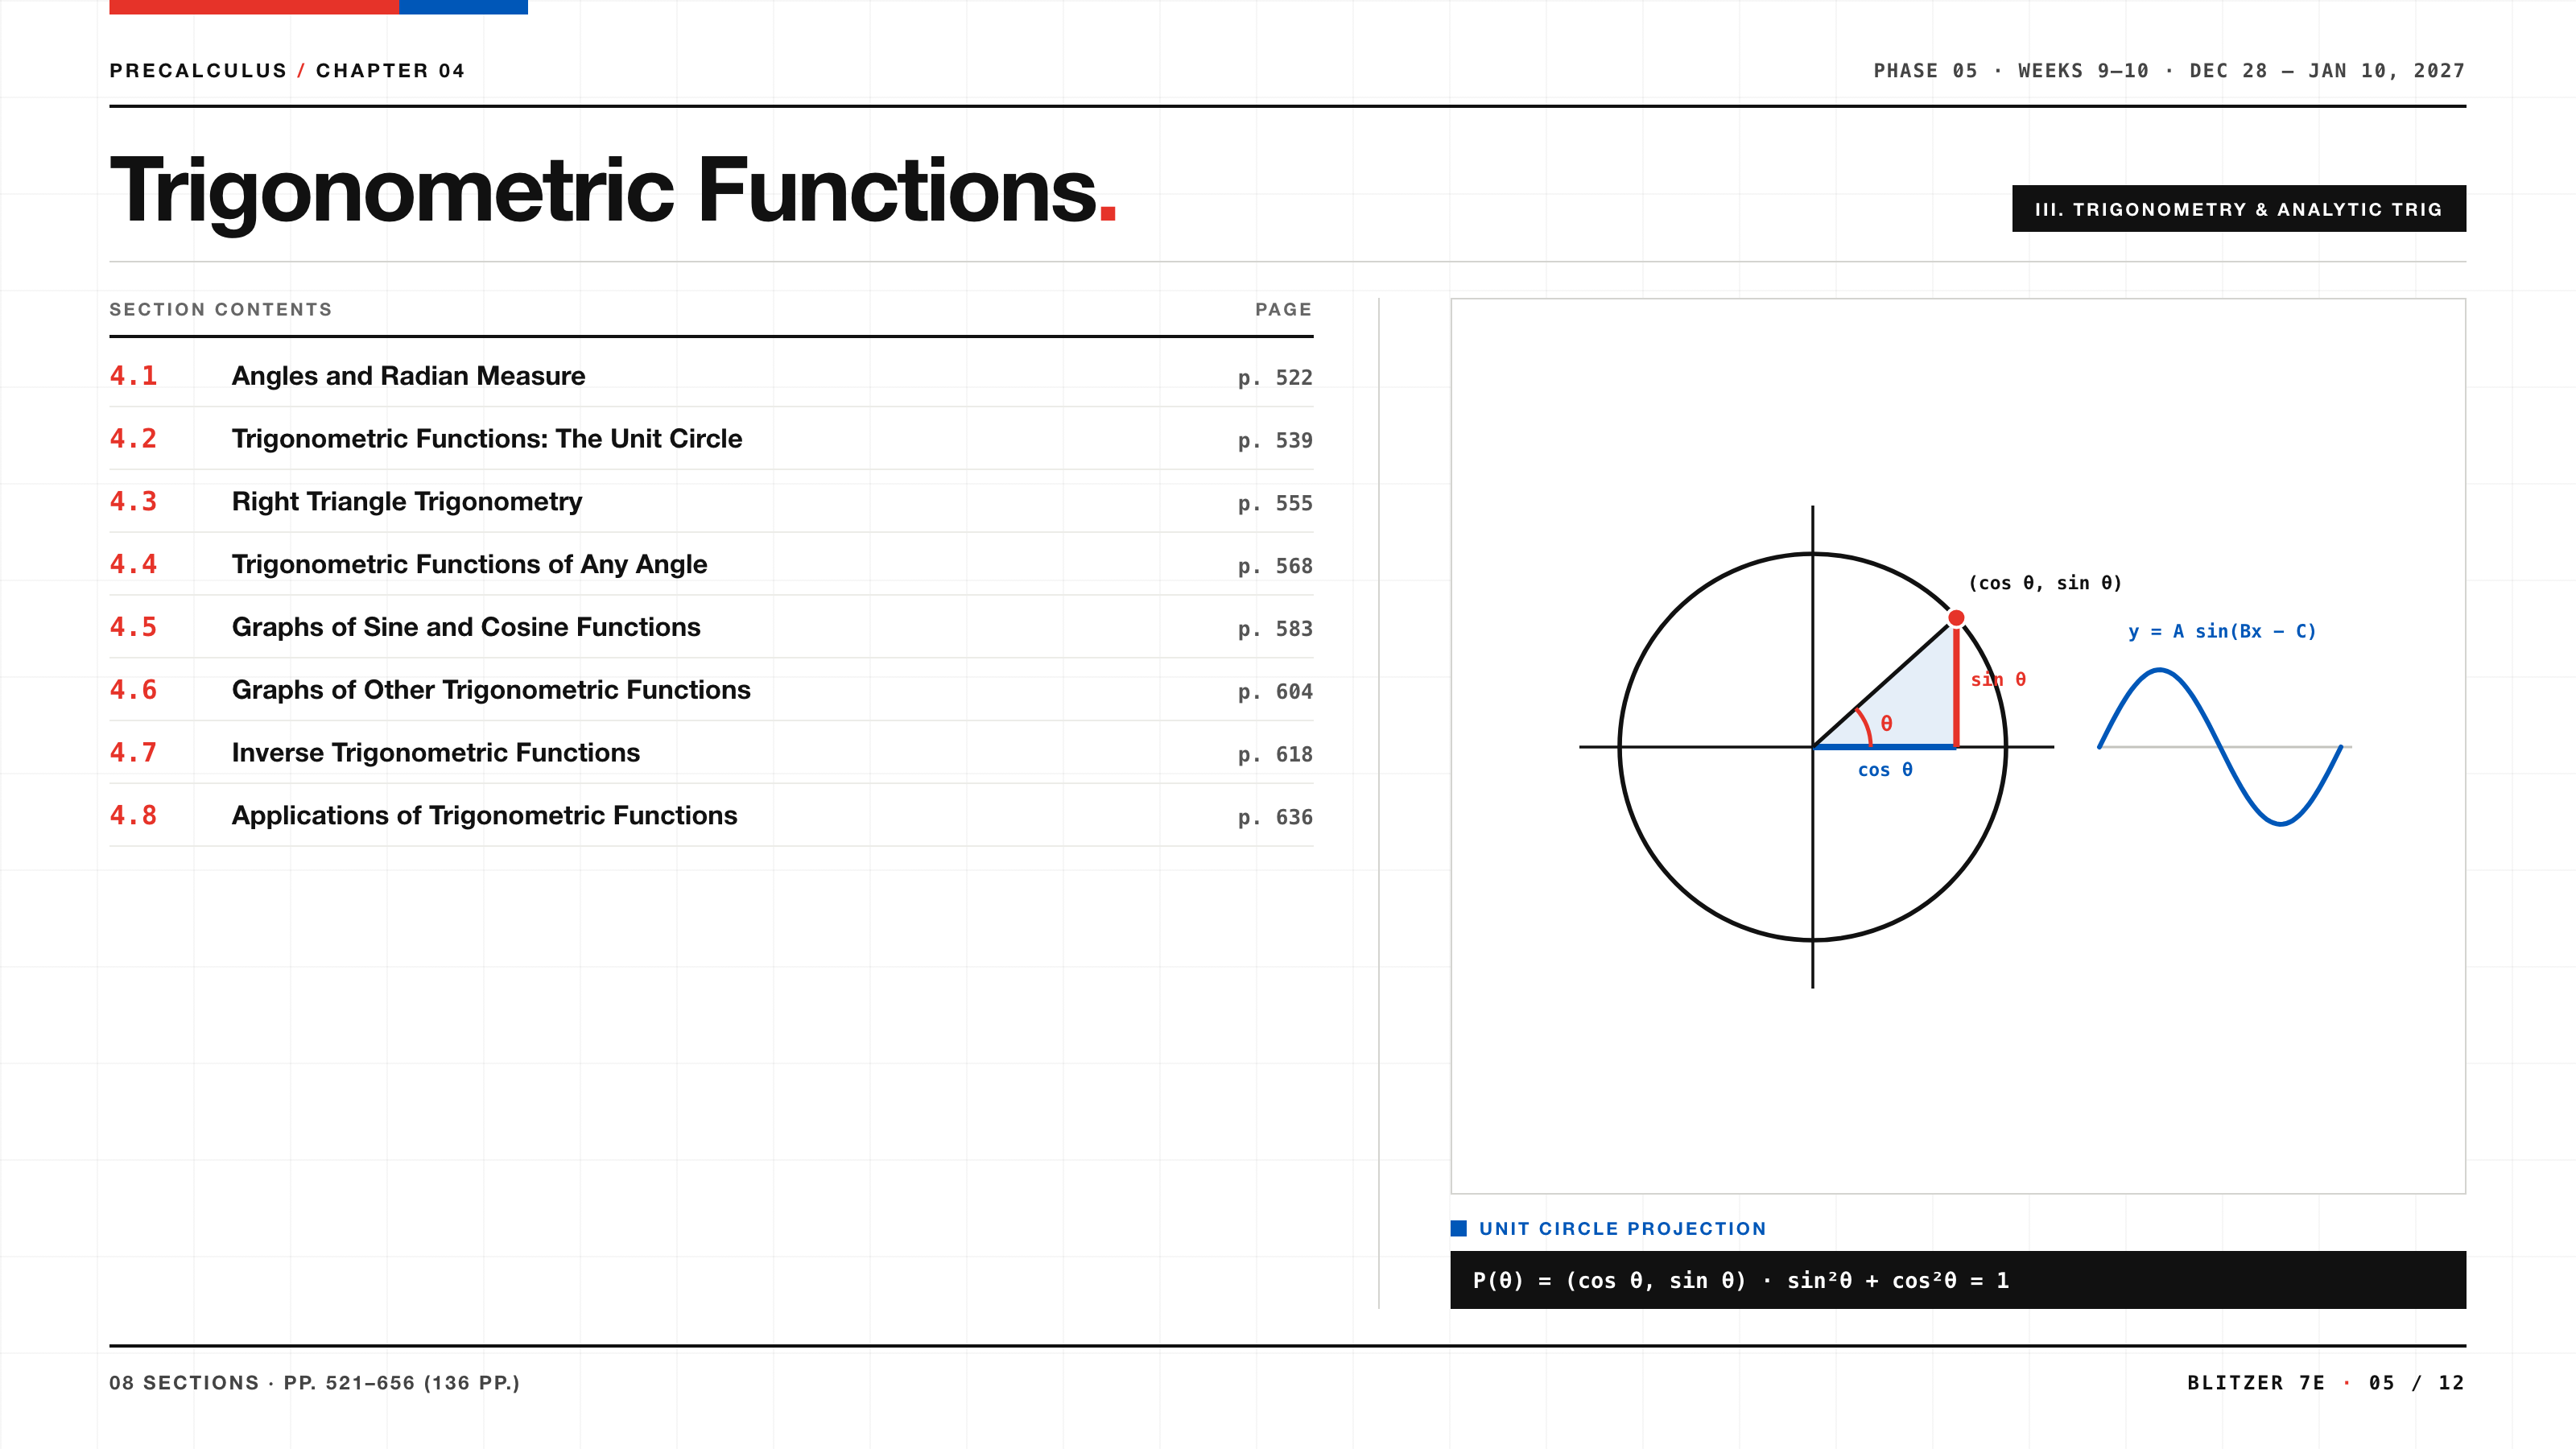 PRECALCULUS / CHAPTER 04
PHASE 05 · WEEKS 9–10 · DEC 28 – JAN 10, 2027
Trigonometric Functions.
III. TRIGONOMETRY & ANALYTIC TRIG
SECTION CONTENTS PAGE
4.1 Angles and Radian Measure p. 522
4.2 Trigonometric Functions: The Unit Circle p. 539
4.3 Right Triangle Trigonometry p. 555
4.4 Trigonometric Functions of Any Angle p. 568
4.5 Graphs of Sine and Cosine Functions p. 583
4.6 Graphs of Other Trigonometric Functions p. 604
4.7 Inverse Trigonometric Functions p. 618
4.8 Applications of Trigonometric Functions p. 636
(cos θ, sin θ)
y = A sin(Bx − C)
sin θ
θ
cos θ
UNIT CIRCLE PROJECTION
P(θ) = (cos θ, sin θ) · sin²θ + cos²θ = 1
08 SECTIONS · PP. 521–656 (136 PP.)
BLITZER 7E · 05 / 12